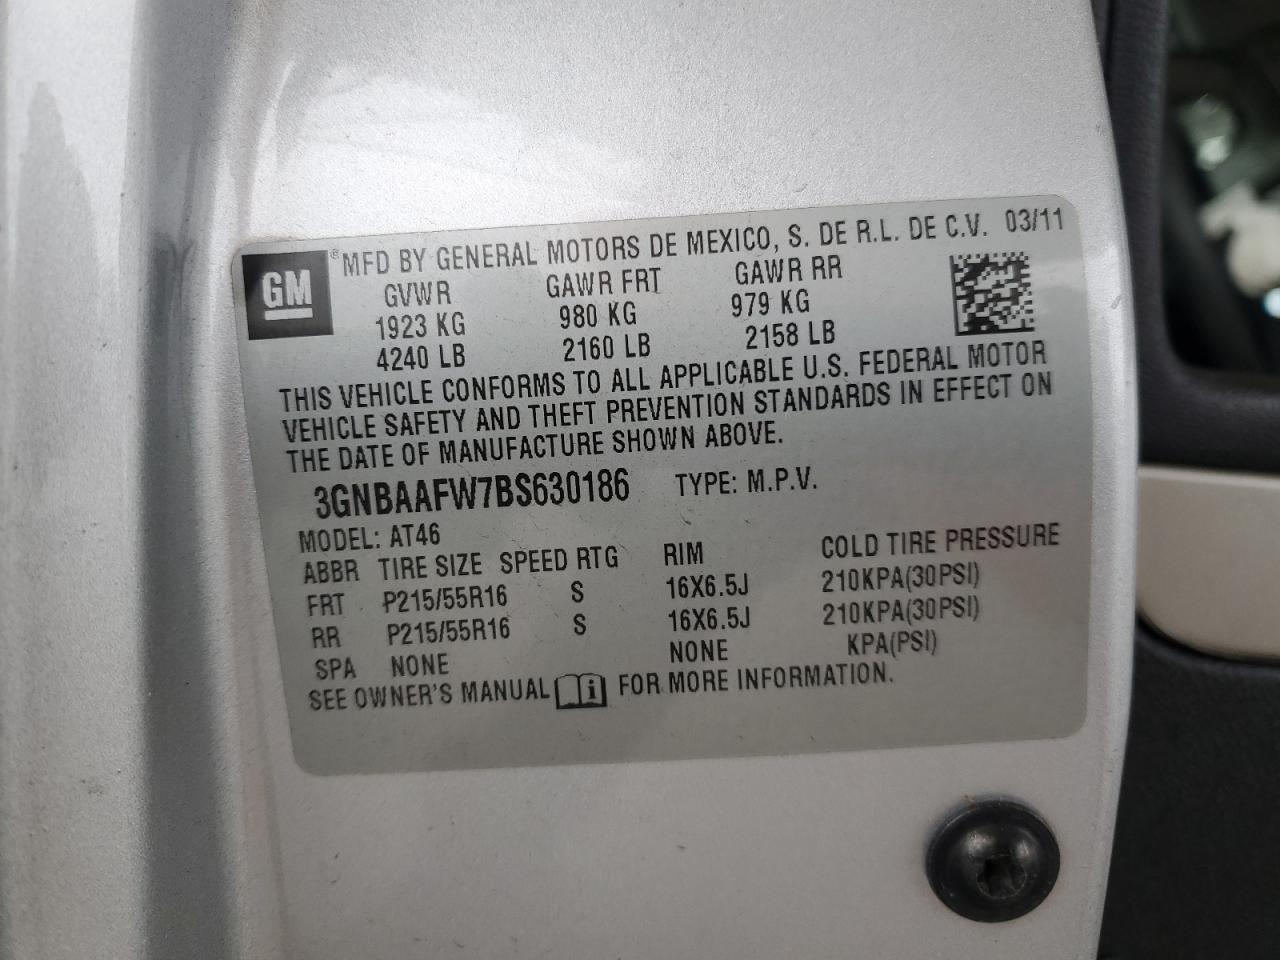 GM ® MFD BY GENERAL MOTORS DE MEXICO, S. DE R.L. DE C.V. 03/11
GVWR GAWR FRT GAWR RR
1923 KG 980 KG 979 KG
4240 LB 2160 LB 2158 LB
THIS VEHICLE CONFORMS TO ALL APPLICABLE U.S. FEDERAL MOTOR
VEHICLE SAFETY AND THEFT PREVENTION STANDARDS IN EFFECT ON
THE DATE OF MANUFACTURE SHOWN ABOVE.
3GNBAAFW7BS630186 TYPE: M.P.V.
MODEL: AT46
ABBR TIRE SIZE SPEED RTG RIM COLD TIRE PRESSURE
FRT P215/55R16 S 16X6.5J 210KPA(30PSI)
RR P215/55R16 S 16X6.5J 210KPA(30PSI)
SPA NONE NONE KPA(PSI)
SEE OWNER'S MANUAL i FOR MORE INFORMATION.